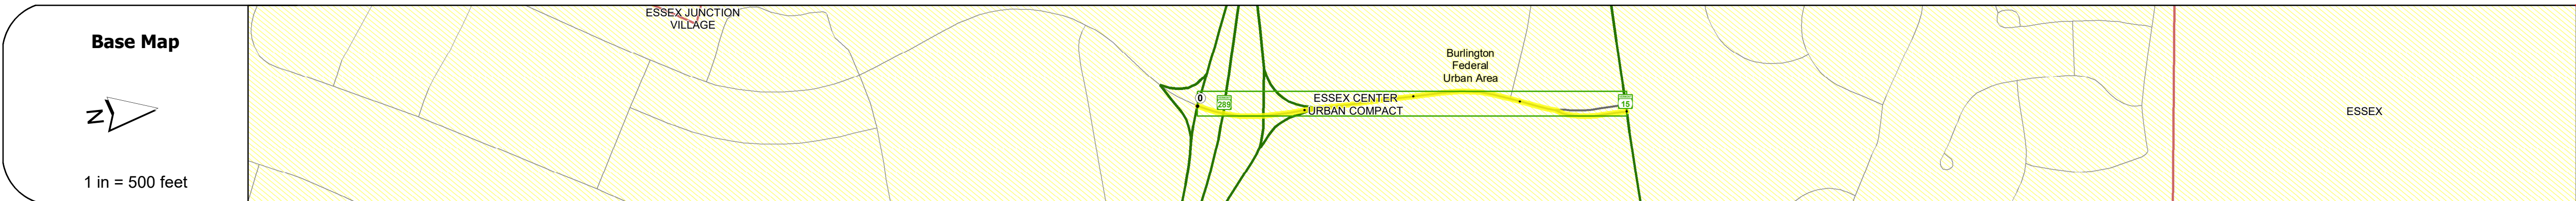 Base Map
N
1 in = 500 feet
ESSEX JUNCTION
VILLAGE
0
289
Burlington
Federal
Urban Area
ESSEX CENTER
URBAN COMPACT
15
ESSEX